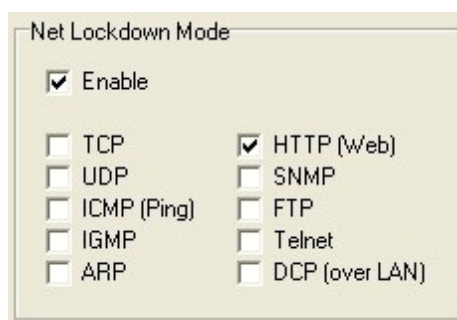 Net Lockdown Mode
Enable
TCP
HTTP (Web)
UDP
SNMP
ICMP (Ping)
FTP
IGMP
Telnet
ARP
DCP (over LAN)